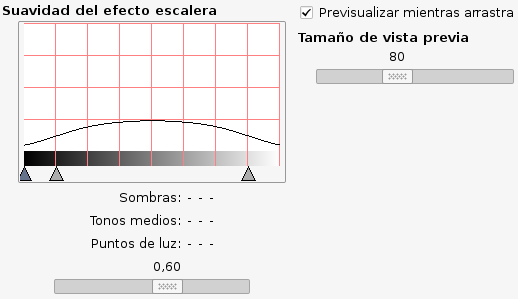 Suavidad del efecto escalera
Previsualizar mientras arrastra
Tamaño de vista previa
80
Sombras: - - -
Tonos medios: - - -
Puntos de luz: - - -
0,60